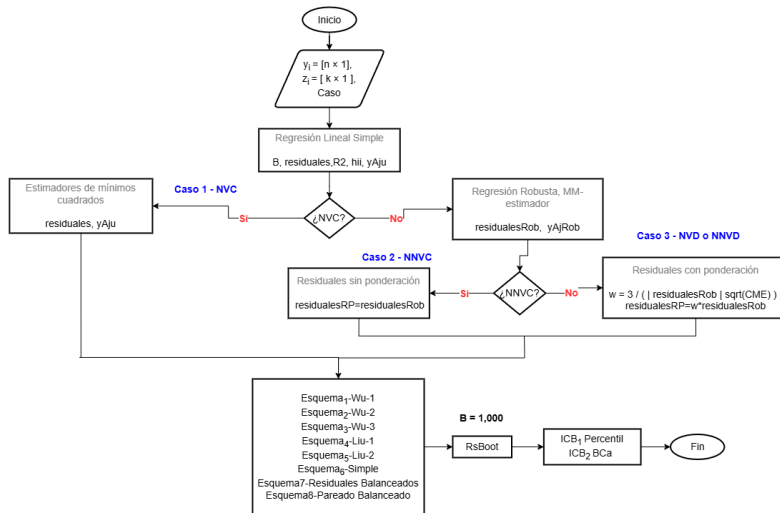 Inicio
yᵢ = [n × 1],
zᵢ = [ k × 1 ],
Caso
Regresión Lineal Simple
B, residuales,R2, hii, yAju
Estimadores de mínimos
cuadrados
residuales, yAju
Caso 1 - NVC
Si
¿NVC?
No
Regresión Robusta, MM-
estimador
residualesRob, yAjRob
Caso 2 - NNVC
Caso 3 - NVD o NNVD
Residuales sin ponderación
residualesRP=residualesRob
Si
¿NNVC?
No
Residuales con ponderación
w = 3 / ( | residualesRob | sqrt(CME) )
residualesRP=w*residualesRob
Esquema₁-Wu-1
Esquema₂-Wu-2
Esquema₃-Wu-3
Esquema₄-Liu-1
Esquema₅-Liu-2
Esquema₆-Simple
Esquema7-Residuales Balanceados
Esquema8-Pareado Balanceado
B = 1,000
RsBoot
ICB₁ Percentil
ICB₂ BCa
Fin